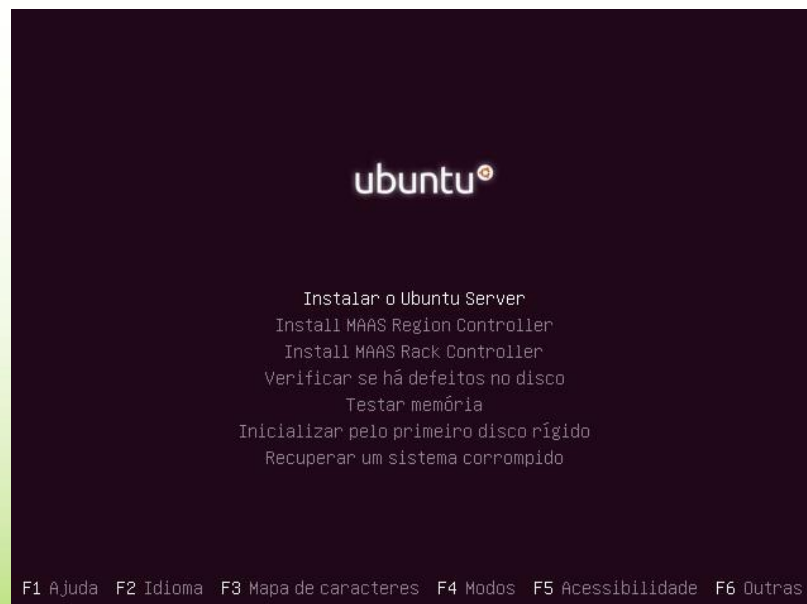 ubuntu
Instalar o Ubuntu Server
Install MAAS Region Controller
Install MAAS Rack Controller
Verificar se há defeitos no disco
Testar memória
Inicializar pelo primeiro disco rígido
Recuperar um sistema corrompido
F1 Ajuda F2 Idioma F3 Mapa de caracteres F4 Modos F5 Acessibilidade F6 Outras